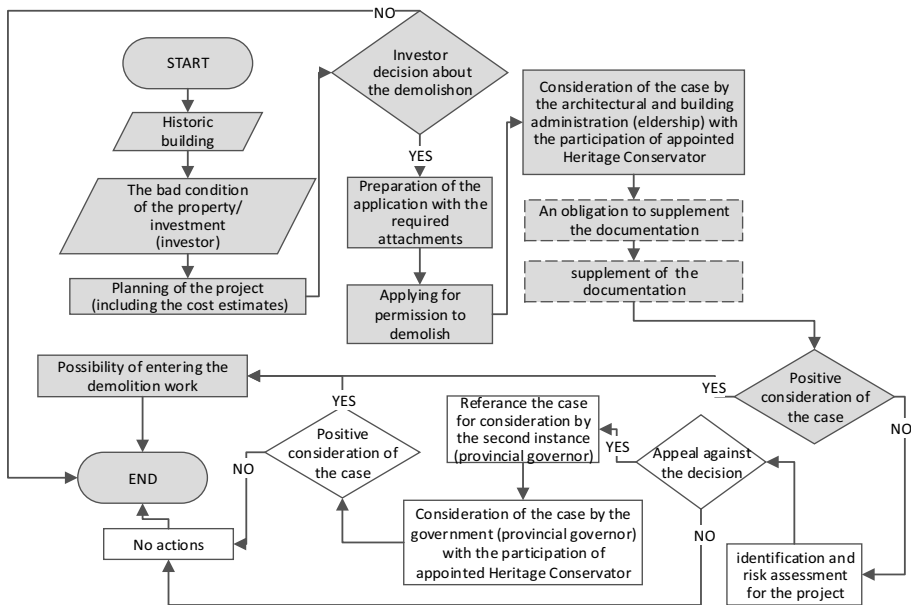 START
Historic
building
The bad condition
of the property/
investment
(investor)
Planning of the project
(including the cost estimates)
NO
Investor
decision about
the demolishon
YES
Preparation of the
application with the
required
attachments
Applying for
permission to
demolish
Consideration of the case by
the architectural and building
administration (eldership) with
the participation of appointed
Heritage Conservator
An obligation to supplement
the documentation
supplement of the
documentation
Positive
consideration of
the case
YES
NO
Possibility of entering the
demolition work
END
No actions
YES
Positive
consideration
of the case
NO
Referance the case
for consideration by
the second instance
(provincial governor)
Consideration of the case by the
government (provincial governor)
with the participation of
appointed Heritage Conservator
YES
Appeal against
the decision
NO
identification and
risk assessment
for the project